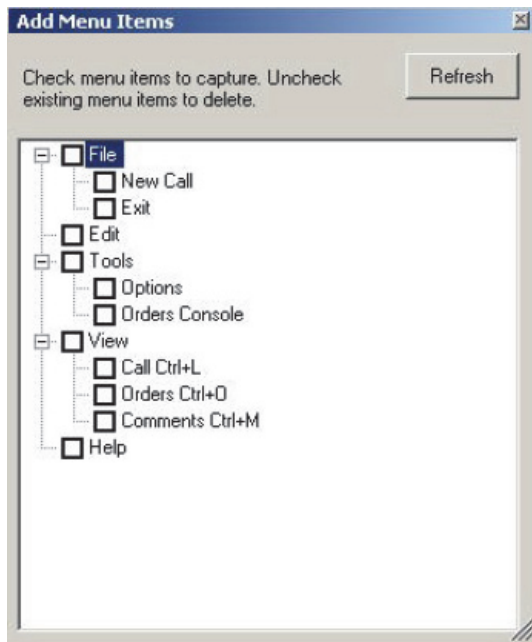 Add Menu Items
Check menu items to capture. Uncheck
existing menu items to delete.
Refresh
File
New Call
Exit
Edit
Tools
Options
Orders Console
View
Call Ctrl+L
Orders Ctrl+O
Comments Ctrl+M
Help